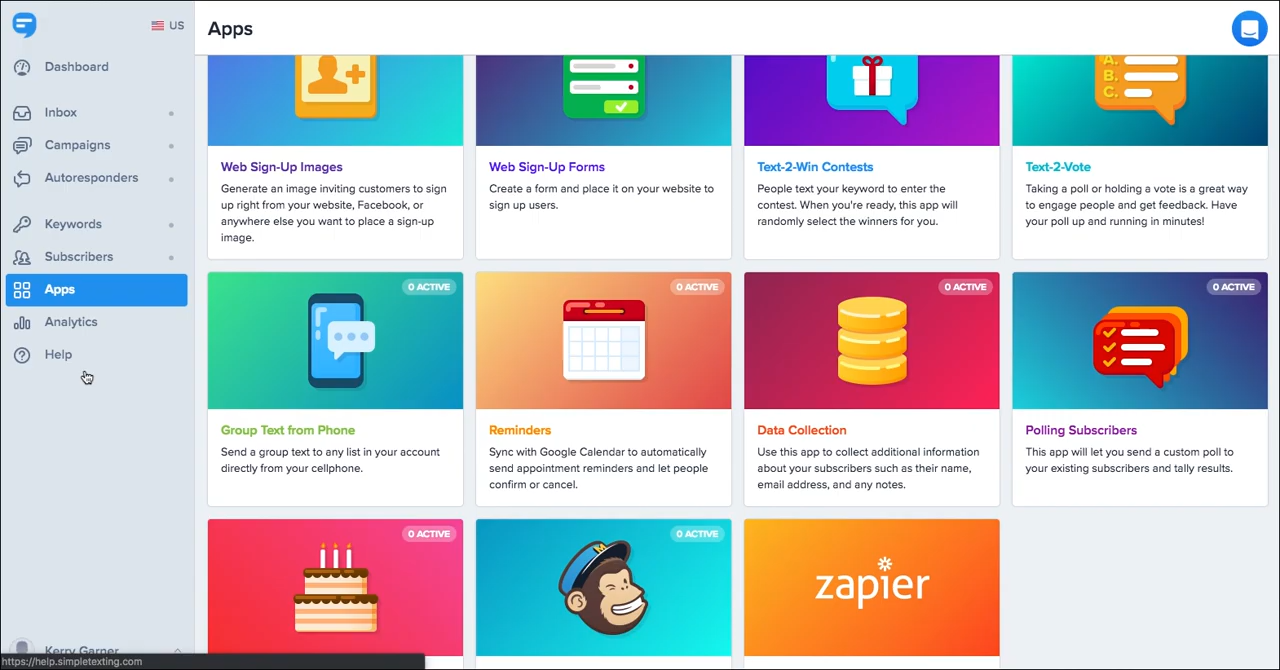 US
Apps
Dashboard
Inbox
Campaigns
Autoresponders
Keywords
Subscribers
Apps
Analytics
Help
Kerry Garner
https://help.simpletexting.com
A.
B.
C.
Web Sign-Up Images
Generate an image inviting customers to sign
up right from your website, Facebook, or
anywhere else you want to place a sign-up
image.
Web Sign-Up Forms
Create a form and place it on your website to
sign up users.
Text-2-Win Contests
People text your keyword to enter the
contest. When you're ready, this app will
randomly select the winners for you.
Text-2-Vote
Taking a poll or holding a vote is a great way
to engage people and get feedback. Have
your poll up and running in minutes!
0 ACTIVE
Group Text from Phone
Send a group text to any list in your account
directly from your cellphone.
0 ACTIVE
Reminders
Sync with Google Calendar to automatically
send appointment reminders and let people
confirm or cancel.
0 ACTIVE
Data Collection
Use this app to collect additional information
about your subscribers such as their name,
email address, and any notes.
0 ACTIVE
Polling Subscribers
This app will let you send a custom poll to
your existing subscribers and tally results.
0 ACTIVE
0 ACTIVE
M
zapier